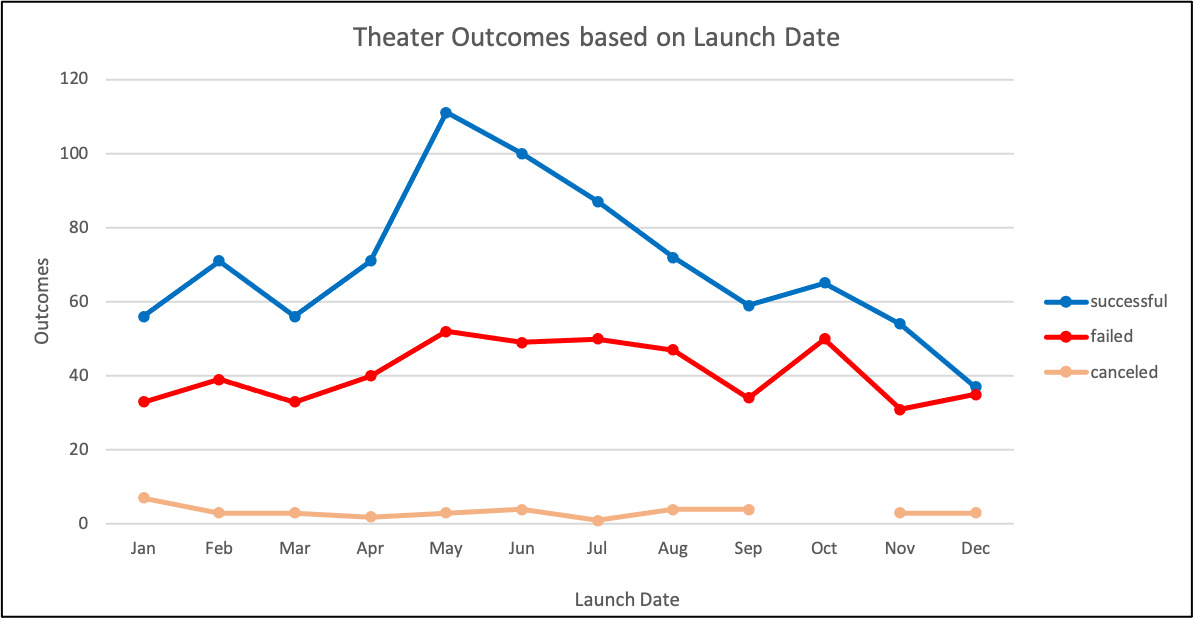 Theater Outcomes based on Launch Date
120
100
80
60
40
20
0
Outcomes
Jan Feb Mar Apr May Jun Jul Aug Sep Oct Nov Dec
Launch Date
successful
failed
canceled